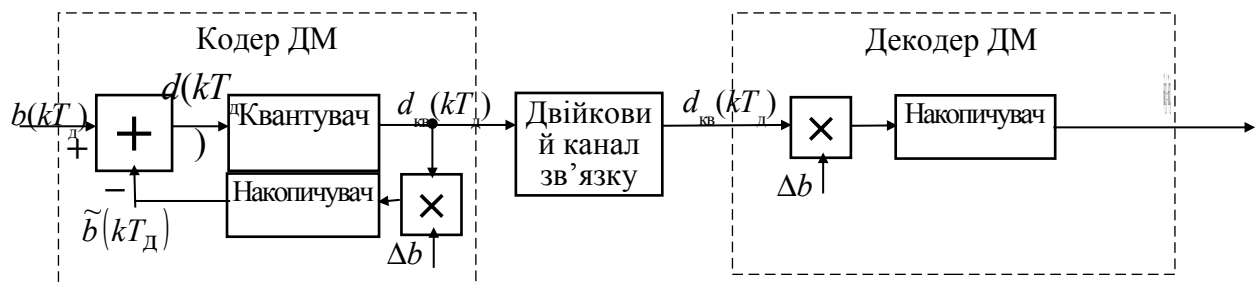 Кодер ДМ
Декодер ДМ
b(kTд)
+
+
−
d(kTд)
Квантувач
dкв(kTд)
Двійкови
й канал
зв’язку
dкв(kTд)
×
Δb
Накопичувач
Накопичувач
×
Δb
b̃(kTД)